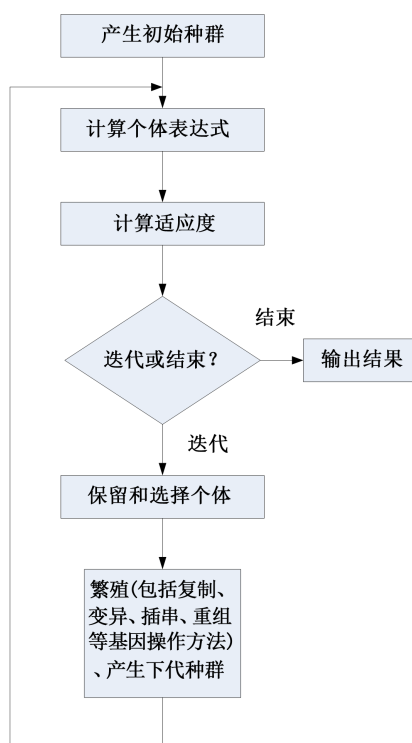 产生初始种群
计算个体表达式
计算适应度
迭代或结束？
结束
输出结果
迭代
保留和选择个体
繁殖(包括复制、
变异、插串、重组
等基因操作方法)
、产生下代种群